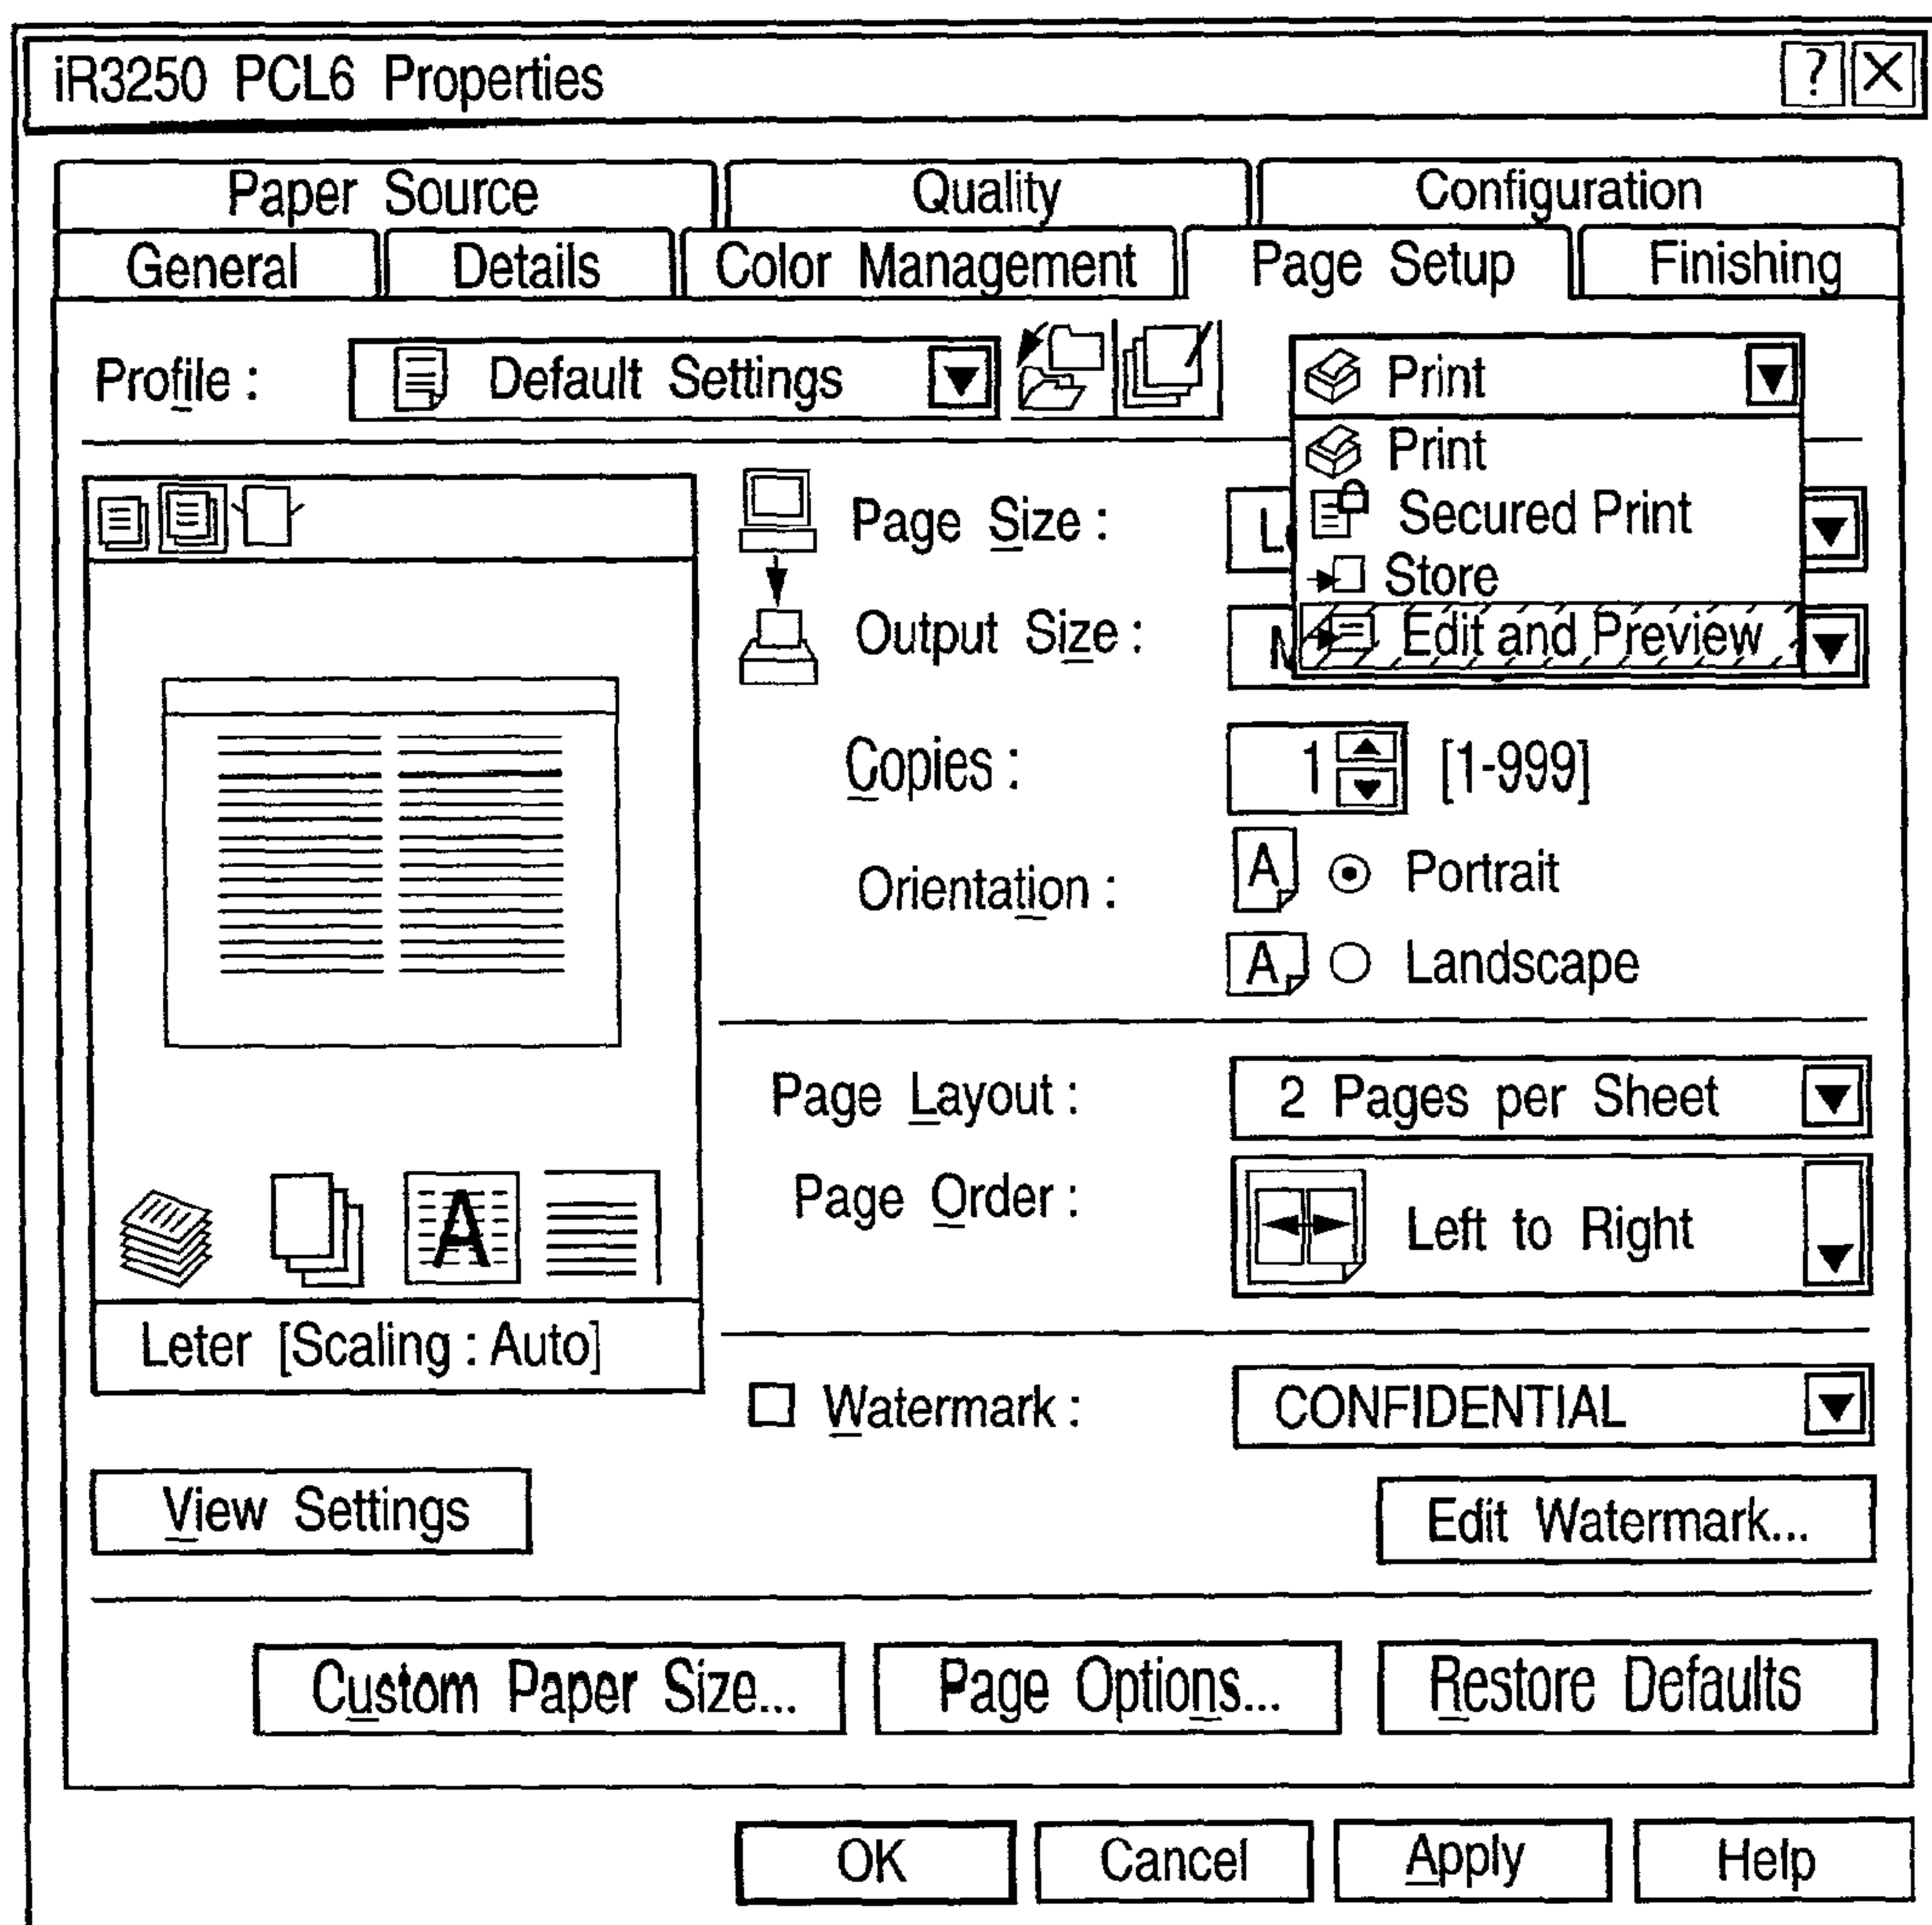 iR3250 PCL6 Properties ? X
Paper Source Quality Configuration
General Details Color Management Page Setup Finishing
Profile : Default Settings Print
Print
Page Size : Secured Print
Store
Output Size : Edit and Preview
Copies : 1 [1-999]
A Portrait
Orientation :
A Landscape
Page Layout : 2 Pages per Sheet
Page Order : Left to Right
A
Leter [Scaling : Auto]
Watermark : CONFIDENTIAL
View Settings Edit Watermark...
Custom Paper Size... Page Options... Restore Defaults
OK Cancel Apply Help